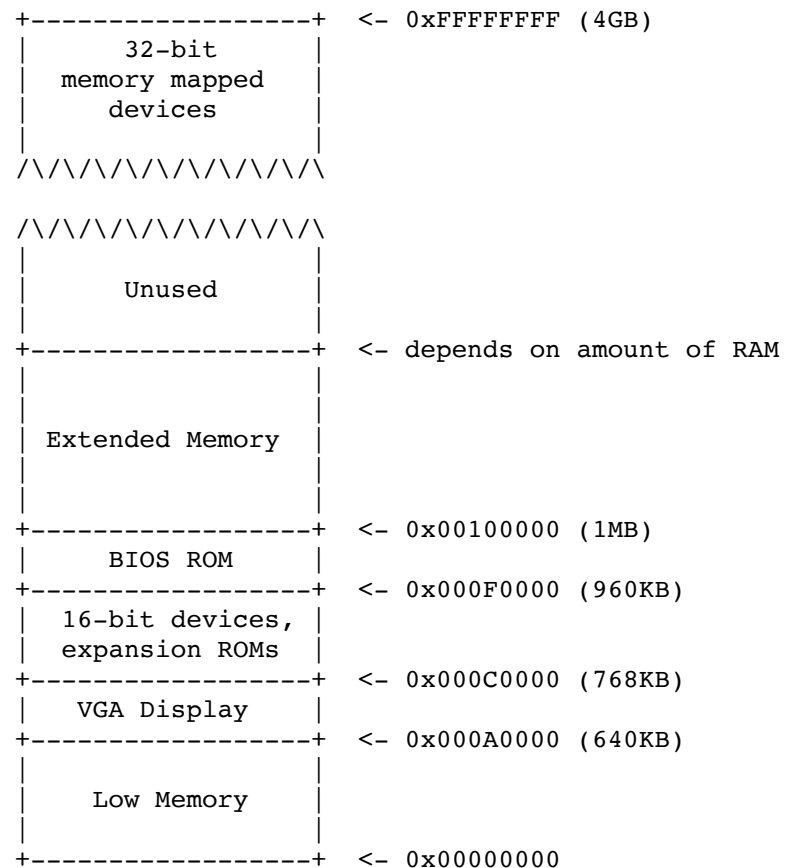 +------------------+  <- 0xFFFFFFFF (4GB)
|      32-bit      |
|  memory mapped   |
|     devices      |
|                  |
/\/\/\/\/\/\/\/\/\/\

/\/\/\/\/\/\/\/\/\/\
|                  |
|      Unused      |
|                  |
+------------------+  <- depends on amount of RAM
|                  |
|                  |
| Extended Memory  |
|                  |
|                  |
+------------------+  <- 0x00100000 (1MB)
|     BIOS ROM     |
+------------------+  <- 0x000F0000 (960KB)
|  16-bit devices, |
|  expansion ROMs  |
+------------------+  <- 0x000C0000 (768KB)
|   VGA Display    |
+------------------+  <- 0x000A0000 (640KB)
|                  |
|    Low Memory    |
|                  |
+------------------+  <- 0x00000000